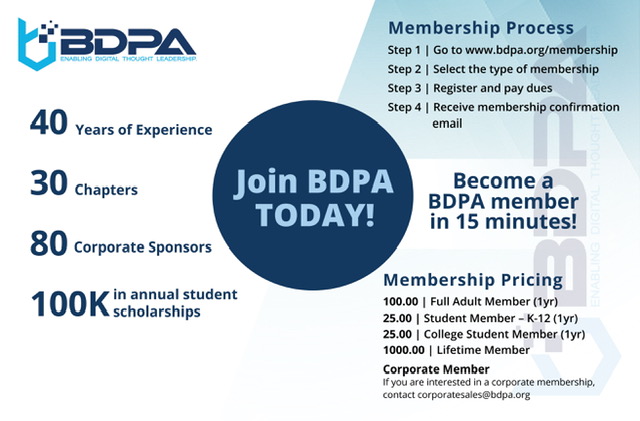 BDPA
ENABLING DIGITAL THOUGHT LEADERSHIP
40 Years of Experience
30 Chapters
80 Corporate Sponsors
100K in annual student
scholarships
Join BDPA
TODAY!
Membership Process
Step 1 | Go to www.bdpa.org/membership
Step 2 | Select the type of membership
Step 3 | Register and pay dues
Step 4 | Receive membership confirmation
email
Become a
BDPA member
in 15 minutes!
Membership Pricing
100.00 | Full Adult Member (1yr)
25.00 | Student Member – K-12 (1yr)
25.00 | College Student Member (1yr)
1000.00 | Lifetime Member
Corporate Member
If you are interested in a corporate membership,
contact corporatesales@bdpa.org
BDPA
ENABLING DIGITAL THOUGHT